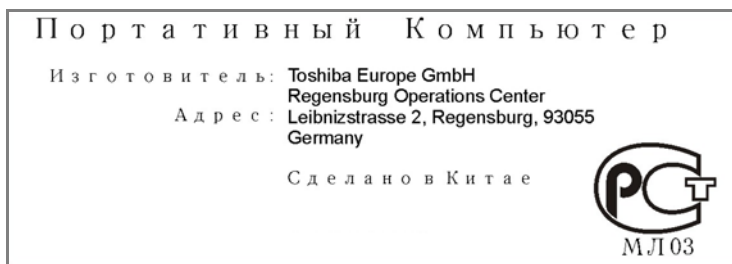 Портативный Компьютер
Изготовитель: Toshiba Europe GmbH
Regensburg Operations Center
Адрес: Leibnizstrasse 2, Regensburg, 93055
Germany
Сделано в Китае
РСТ
МЛ03